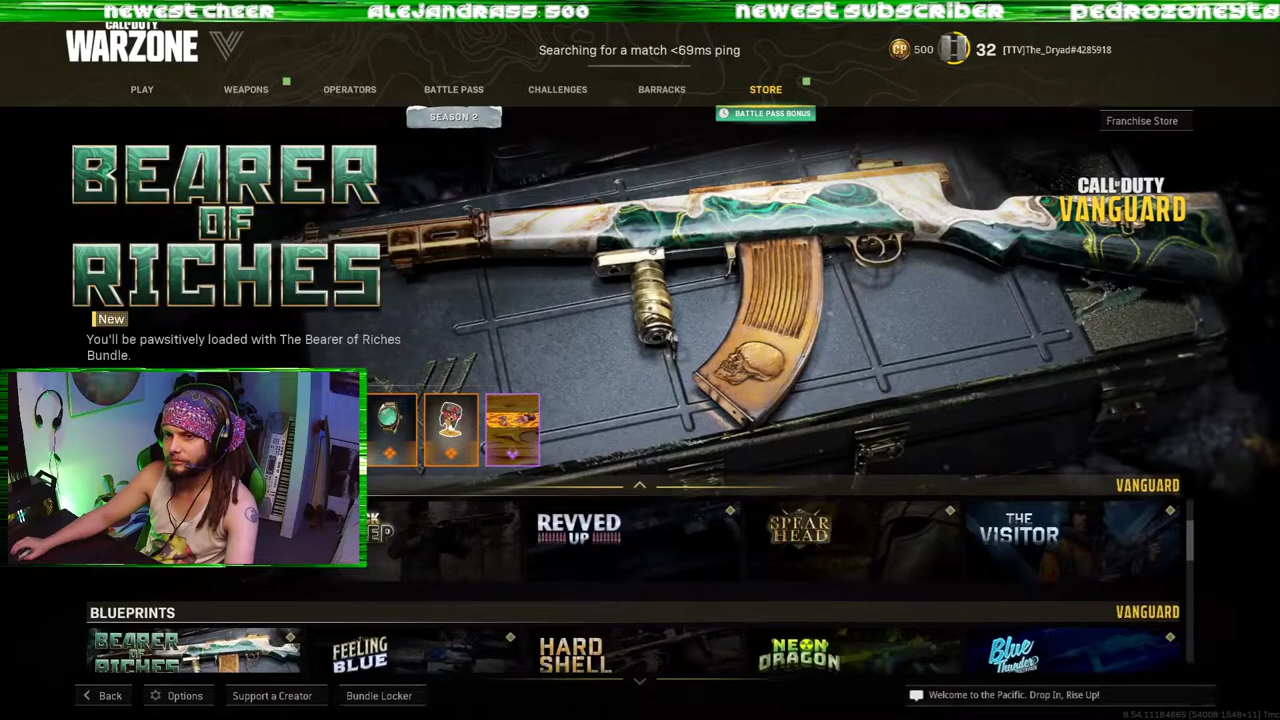 newest cheer alejandrass 500 newest subscriber
CALL OF DUTY
WARZONE
Searching for a match <69ms ping
CP 500 32 [TTV]The_Dryad#4285918
PLAY WEAPONS OPERATORS BATTLE PASS CHALLENGES BARRACKS STORE
SEASON 2
BATTLE PASS BONUS
Franchise Store
BEARER
OF
RICHES
CALL OF DUTY
VANGUARD
New
You'll be pawsitively loaded with The Bearer of Riches
Bundle.
VANGUARD
REVVED
UP
SPEAR
HEAD
THE
VISITOR
BLUEPRINTS
VANGUARD
BEARER
OF
RICHES
FEELING
BLUE
HARD
SHELL
NEON
DRAGON
Blue
Thunder
Back Options Support a Creator Bundle Locker
Welcome to the Pacific. Drop In, Rise Up!